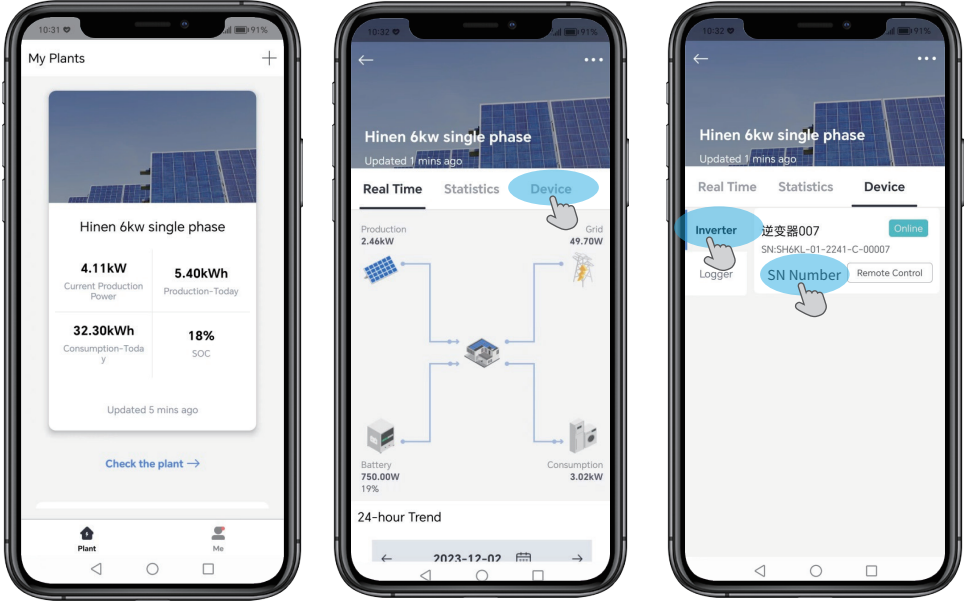 10:31
91%
My Plants
Hinen 6kw single phase
4.11kW
Current Production
Power
5.40kWh
Production-Today
32.30kWh
Consumption-Toda
y
18%
SOC
Updated 5 mins ago
Check the plant →
Plant
Me
10:32
91%
Hinen 6kw single phase
Updated 1 mins ago
Real Time
Statistics
Device
Production
2.46kW
Grid
49.70W
Battery
750.00W
19%
Consumption
3.02kW
24-hour Trend
← 2023-12-02 →
10:32
91%
Hinen 6kw single phase
Updated 1 mins ago
Real Time
Statistics
Device
Inverter
Logger
逆变器007
Online
SN:SH6KL-01-2241-C-00007
SN Number
Remote Control